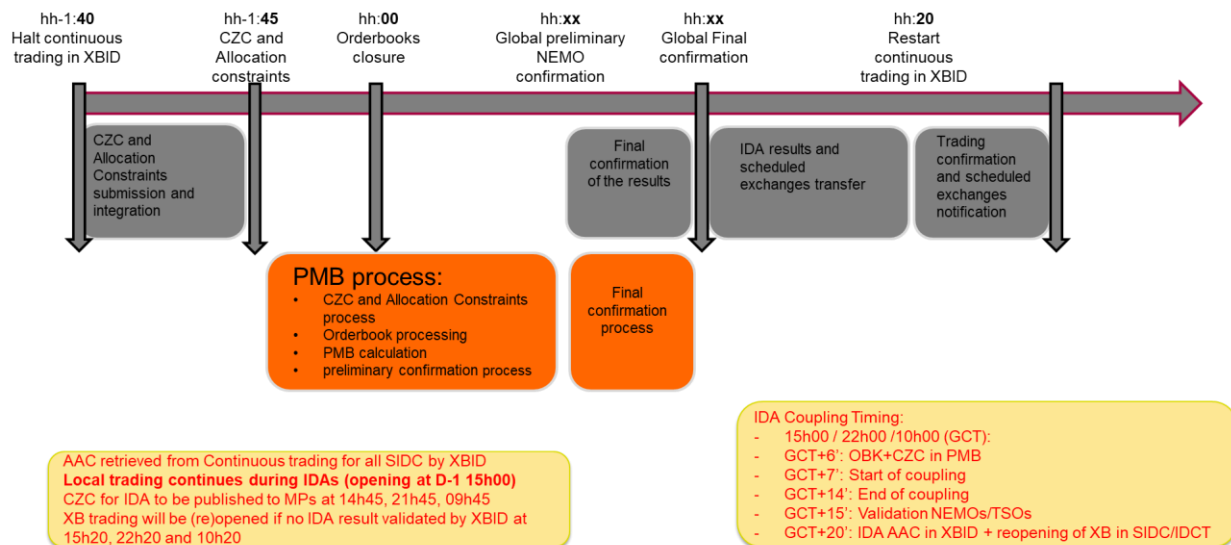 hh-1:40
Halt continuous
trading in XBID
hh-1:45
CZC and
Allocation
constraints
hh:00
Orderbooks
closure
hh:xx
Global preliminary
NEMO
confirmation
hh:xx
Global Final
confirmation
hh:20
Restart
continuous
trading in XBID
CZC and
Allocation
Constraints
submission and
integration
Final
confirmation
of the results
IDA results and
scheduled
exchanges transfer
Trading
confirmation
and scheduled
exchanges
notification
PMB process:
• CZC and Allocation Constraints
process
• Orderbook processing
• PMB calculation
• preliminary confirmation process
Final
confirmation
process
AAC retrieved from Continuous trading for all SIDC by XBID
Local trading continues during IDAs (opening at D-1 15h00)
CZC for IDA to be published to MPs at 14h45, 21h45, 09h45
XB trading will be (re)opened if no IDA result validated by XBID at
15h20, 22h20 and 10h20
IDA Coupling Timing:
- 15h00 / 22h00 /10h00 (GCT):
- GCT+6’: OBK+CZC in PMB
- GCT+7’: Start of coupling
- GCT+14’: End of coupling
- GCT+15’: Validation NEMOs/TSOs
- GCT+20’: IDA AAC in XBID + reopening of XB in SIDC/IDCT